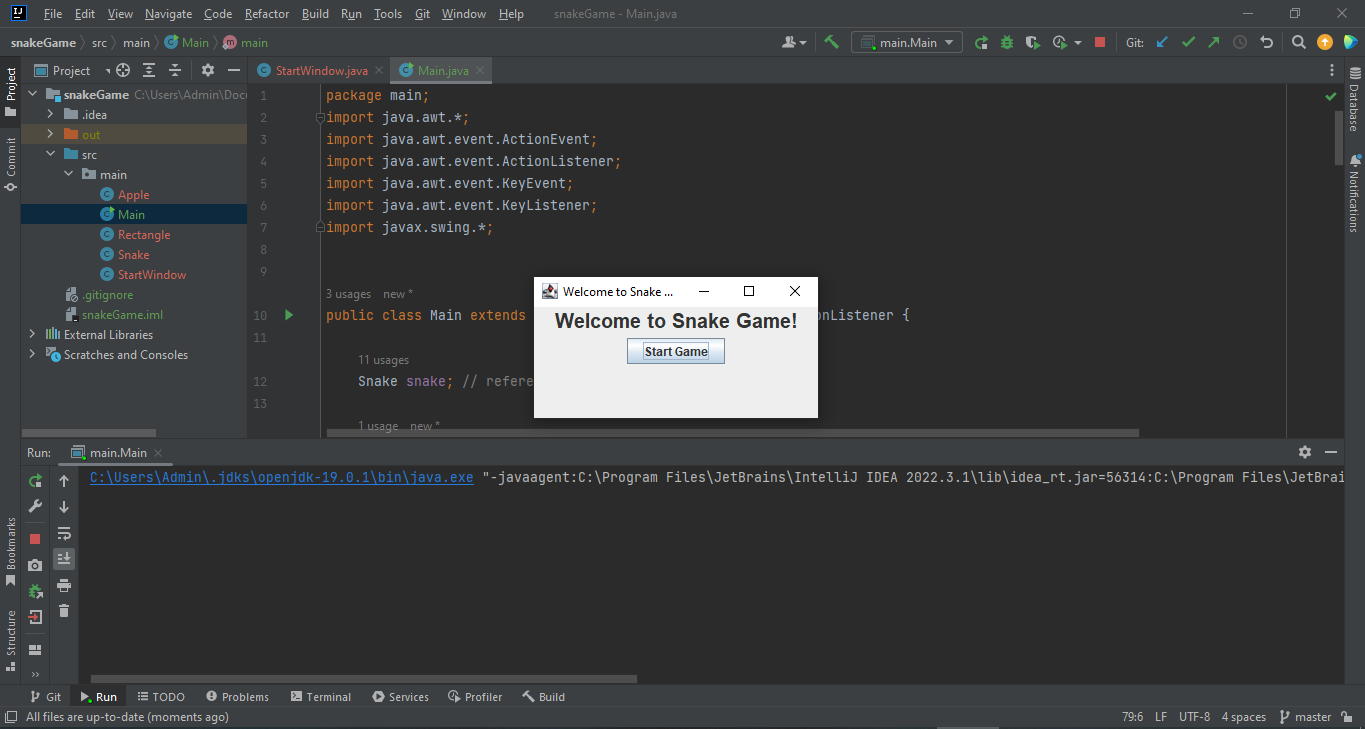 File Edit View Navigate Code Refactor Build Run Tools Git Window Help snakeGame - Main.java
snakeGame src main Main main
main.Main Git:
Project
StartWindow.java Main.java
Project
Commit
Bookmarks
Structure
Database
Notifications
snakeGame C:\Users\Admin\Docu
.idea
out
src
main
Apple
Main
Rectangle
Snake
StartWindow
.gitignore
snakeGame.iml
External Libraries
Scratches and Consoles
1 package main;
2 import java.awt.*;
3 import java.awt.event.ActionEvent;
4 import java.awt.event.ActionListener;
5 import java.awt.event.KeyEvent;
6 import java.awt.event.KeyListener;
7 import javax.swing.*;
8
9
3 usages new *
10 public class Main extends onListener {
11
11 usages
12 Snake snake; // refere
13
1 usage new *
Welcome to Snake ...
Welcome to Snake Game!
Start Game
Run: main.Main
C:\Users\Admin\.jdks\openjdk-19.0.1\bin\java.exe "-javaagent:C:\Program Files\JetBrains\IntelliJ IDEA 2022.3.1\lib\idea_rt.jar=56314:C:\Program Files\JetBrai
Git Run TODO Problems Terminal Services Profiler Build
All files are up-to-date (moments ago) 79:6 LF UTF-8 4 spaces master